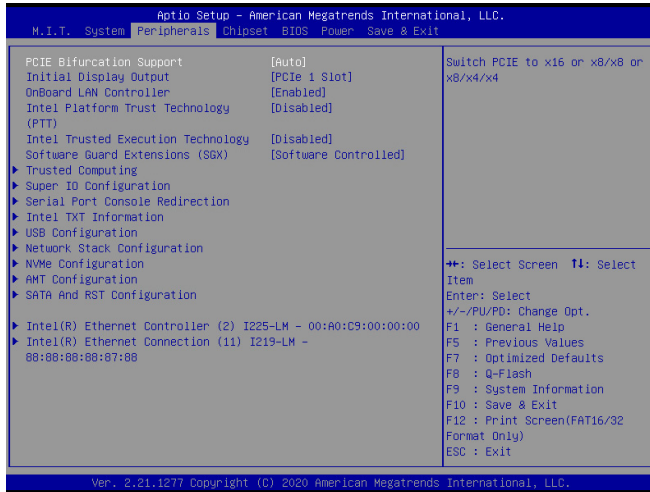 Aptio Setup – American Megatrends International, LLC.
M.I.T. System Peripherals Chipset BIOS Power Save & Exit
PCIE Bifurcation Support [Auto]
Initial Display Output [PCIe 1 Slot]
OnBoard LAN Controller [Enabled]
Intel Platform Trust Technology [Disabled]
(PTT)
Intel Trusted Execution Technology [Disabled]
Software Guard Extensions (SGX) [Software Controlled]
Trusted Computing
Super IO Configuration
Serial Port Console Redirection
Intel TXT Information
USB Configuration
Network Stack Configuration
NVMe Configuration
AMT Configuration
SATA And RST Configuration
Intel(R) Ethernet Controller (2) I225-LM – 00:A0:C9:00:00:00
Intel(R) Ethernet Connection (11) I219-LM –
88:88:88:88:87:88
Switch PCIE to x16 or x8/x8 or
x8/x4/x4
→←: Select Screen ↑↓: Select
Item
Enter: Select
+/-/PU/PD: Change Opt.
F1 : General Help
F5 : Previous Values
F7 : Optimized Defaults
F8 : Q-Flash
F9 : System Information
F10 : Save & Exit
F12 : Print Screen(FAT16/32
Format Only)
ESC : Exit
Ver. 2.21.1277 Copyright (C) 2020 American Megatrends International, LLC.